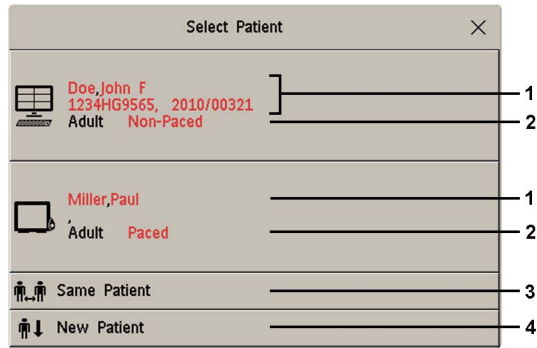 Select Patient
Doe,John F
1234HG9565, 2010/00321
Adult Non-Paced
1
2
Miller,Paul
,
Adult Paced
1
2
Same Patient
3
New Patient
4